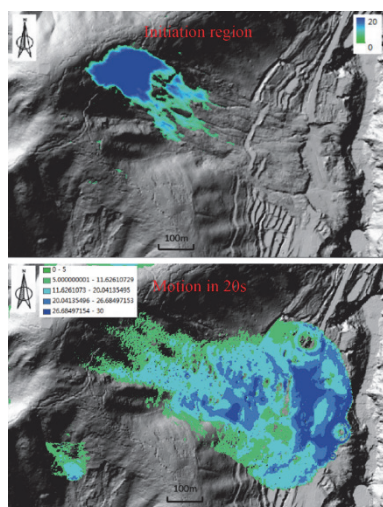 Initiation region
20
0
100m
Motion in 20s
0 - 5
5.000000001 - 11.62610729
11.6261073 - 20.04135495
20.04135496 - 26.68497153
26.68497154 - 30
100m